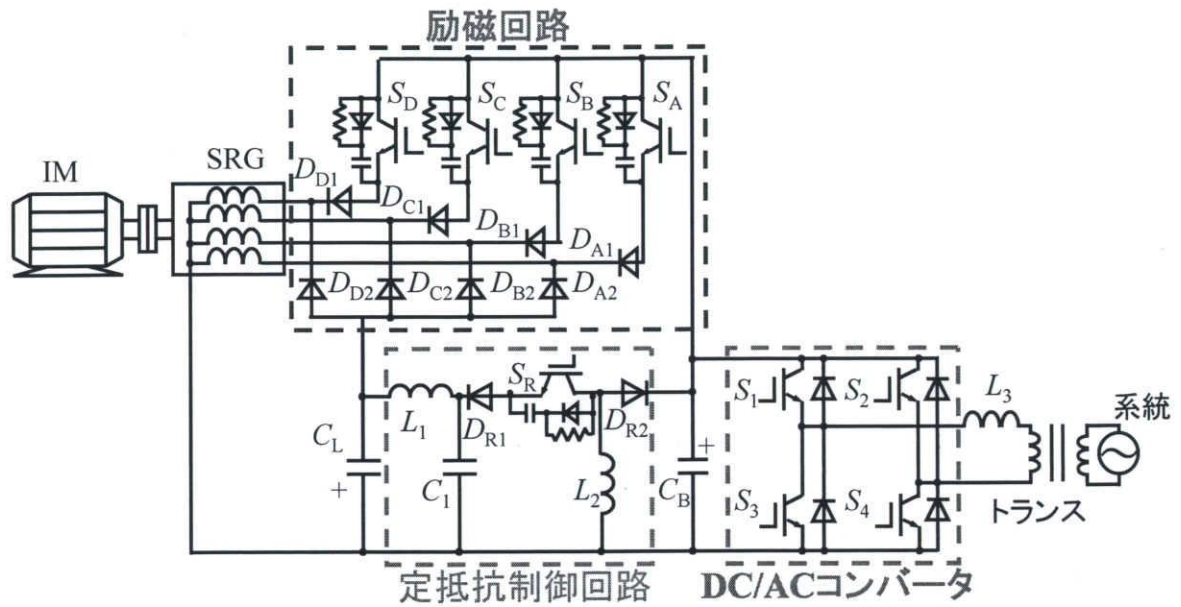 励磁回路
S_D S_C S_B S_A
IM
SRG
D_D1
D_C1
D_B1
D_A1
D_D2 D_C2 D_B2 D_A2
S_R
L_1
D_R1
D_R2
C_L
+
C_1
L_2
C_B
+
S_1
S_2
L_3
系統
S_3
S_4
トランス
定抵抗制御回路
DC/ACコンバータ